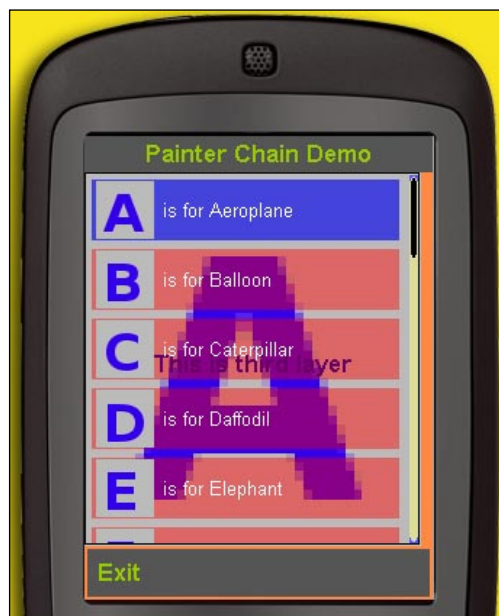 Painter Chain Demo
A is for Aeroplane
B is for Balloon
C is for Caterpillar
This is third layer
D is for Daffodil
E is for Elephant
A
Exit